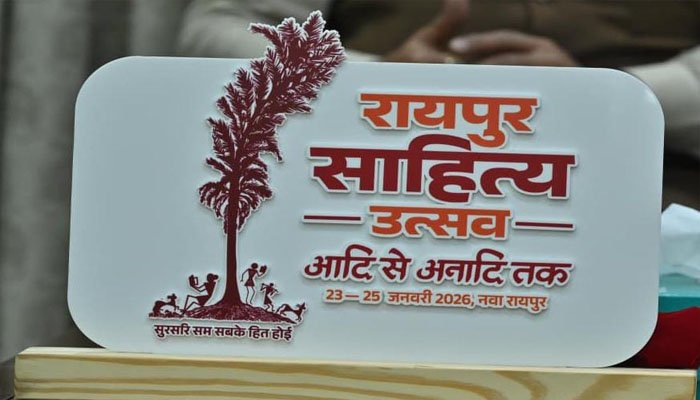 रायपुर
साहित्य
उत्सव
आदि से अनादि तक
23 — 25 जनवरी 2026, नवा रायपुर
सुरसरि सम सबके हित होई